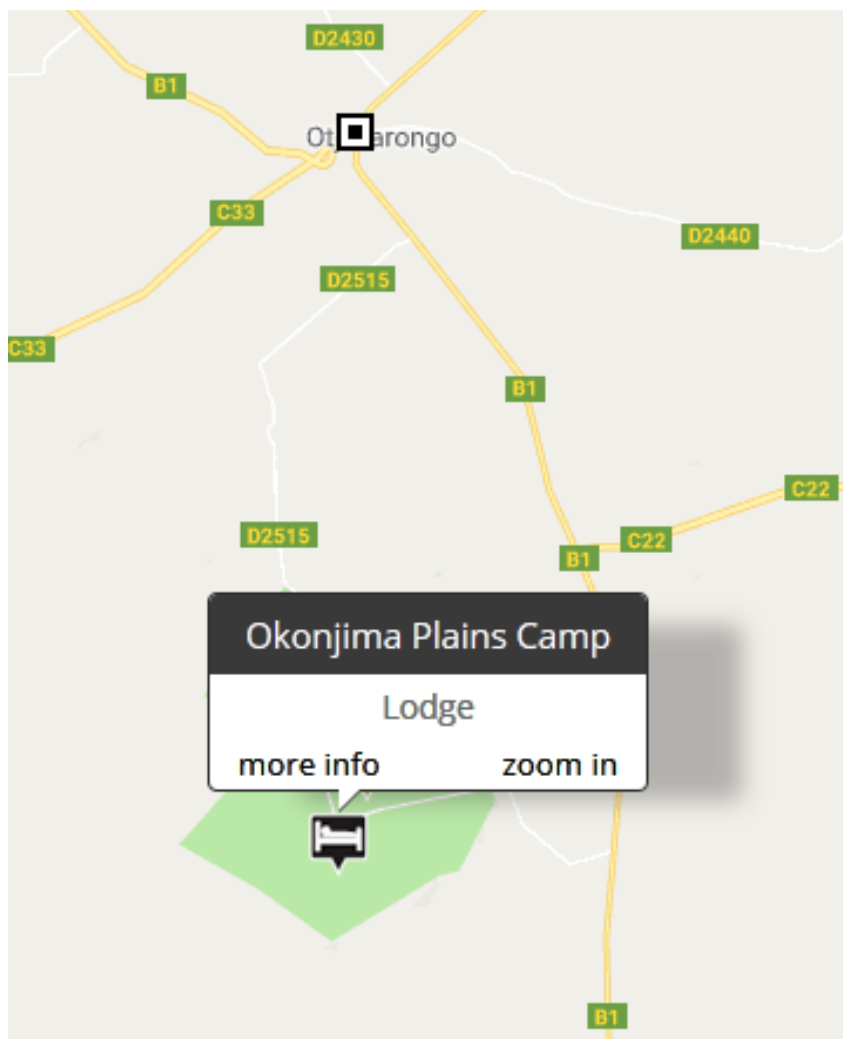 D2430
B1
Ot arongo
C33
D2440
D2515
C33
B1
C22
D2515
C22
B1
Okonjima Plains Camp
Lodge
more info zoom in
B1